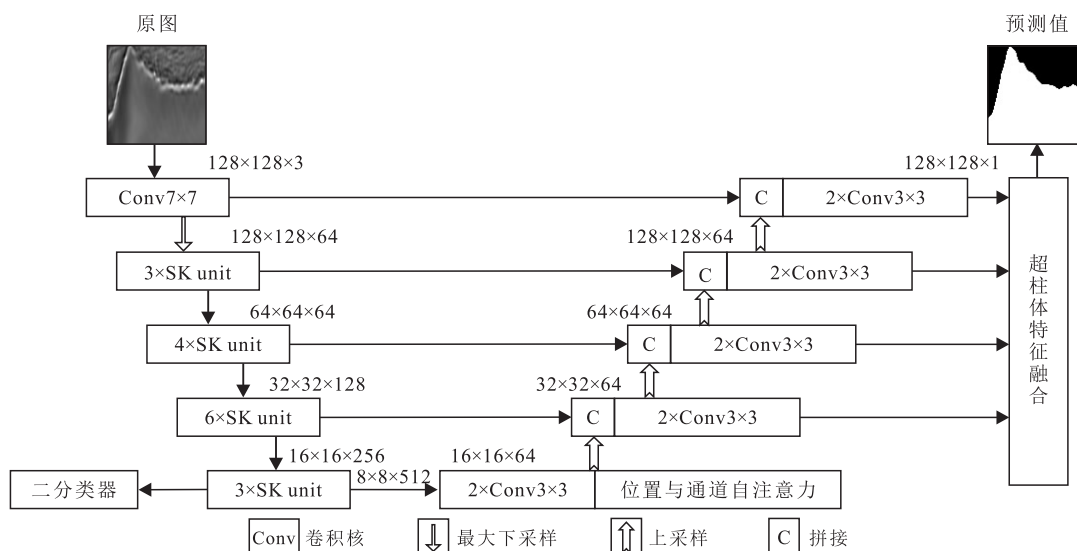 原图
预测值
128×128×3
128×128×1
Conv7×7
C
2×Conv3×3
128×128×64
128×128×64
3×SK unit
C
2×Conv3×3
64×64×64
64×64×64
4×SK unit
C
2×Conv3×3
32×32×128
32×32×64
6×SK unit
C
2×Conv3×3
超柱体特征融合
16×16×256
8×8×512
16×16×64
二分类器
3×SK unit
2×Conv3×3
位置与通道自注意力
Conv 卷积核
最大下采样
上采样
C 拼接